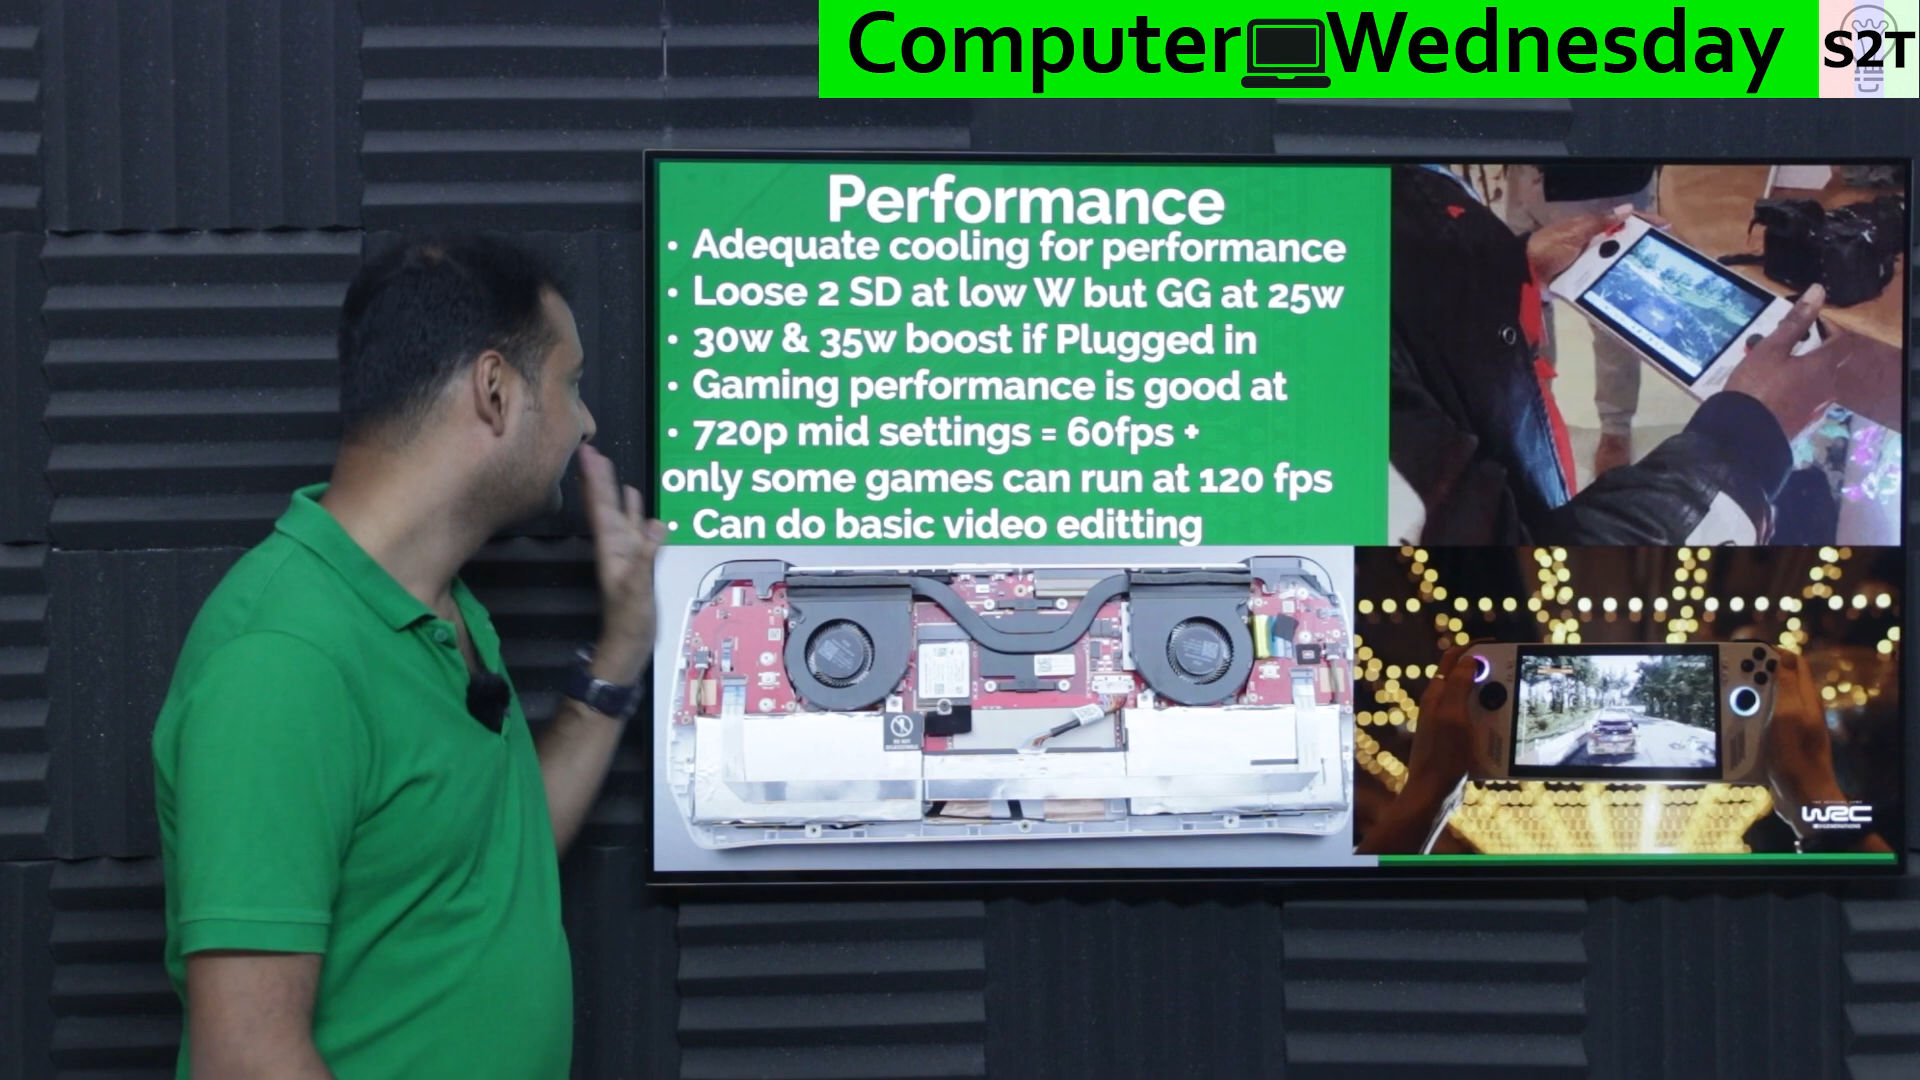 Computer Wednesday
S2T
Performance
• Adequate cooling for performance
• Loose 2 SD at low W but GG at 25w
• 30w & 35w boost if Plugged in
• Gaming performance is good at
• 720p mid settings = 60fps +
only some games can run at 120 fps
• Can do basic video editting
WRC